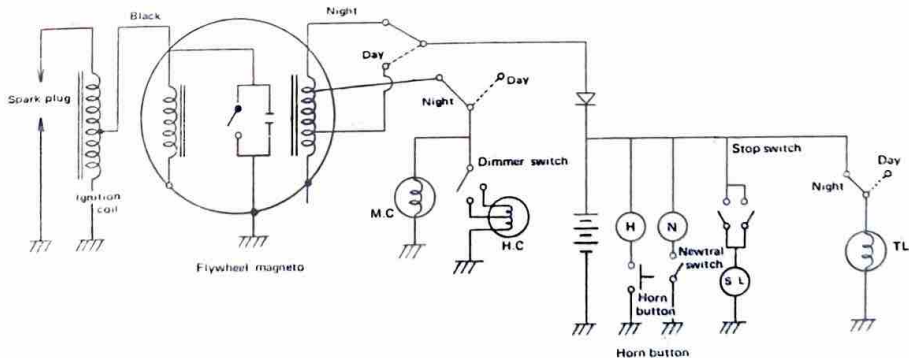 Black
Night
Day
Day
Spark plug
Night
Stop switch
Dimmer switch
Day
Night
Ignition
coil
M.C
H
N
TL
H.C
Newtral
switch
Flywheel magneto
S L
Horn
button
Horn button